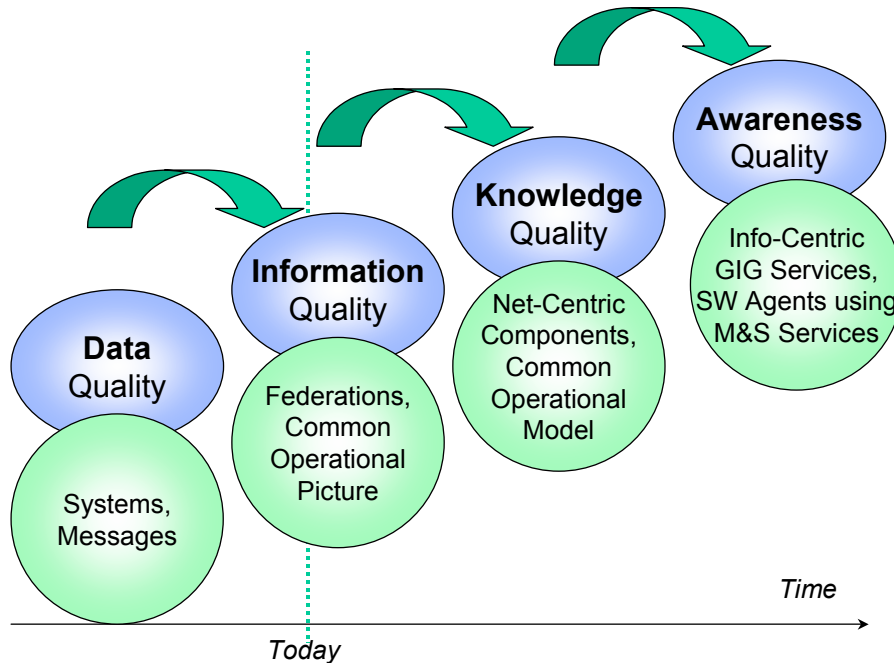 Data
Quality
Systems,
Messages
Information
Quality
Federations,
Common
Operational
Picture
Knowledge
Quality
Net-Centric
Components,
Common
Operational
Model
Awareness
Quality
Info-Centric
GIG Services,
SW Agents using
M&S Services
Time
Today